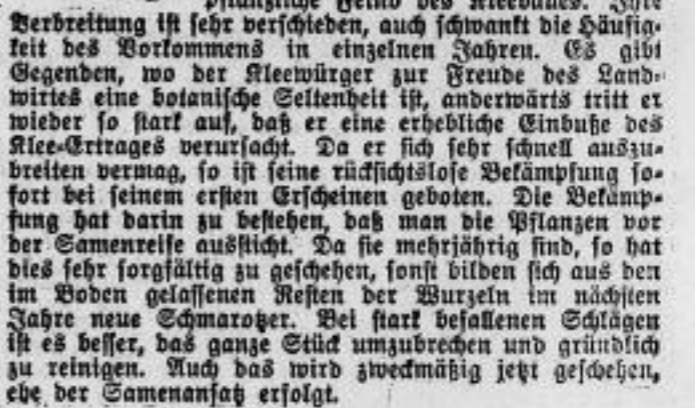 pflanzliche Feind des Kleebaues. Ihre
Verbreitung ist sehr verschieden, auch schwankt die Häufig-
keit des Vorkommens in einzelnen Jahren. Es gibt
Gegenden, wo der Kleewürger zur Freude des Land-
wirtes eine botanische Seltenheit ist, anderwärts tritt er
wieder so stark auf, daß er eine erhebliche Einbuße des
Klee-Ertrages verursacht. Da er sich sehr schnell auszu-
breiten vermag, so ist seine rücksichtslose Bekämpfung so-
fort bei seinem ersten Erscheinen geboten. Die Bekämp-
fung hat darin zu bestehen, daß man die Pflanzen vor
der Samenreife aussticht. Da sie mehrjährig sind, so hat
dies sehr sorgfältig zu geschehen, sonst bilden sich aus den
im Boden gelassenen Resten der Wurzeln im nächsten
Jahre neue Schmarotzer. Bei stark befallenen Schlägen
ist es besser, das ganze Stück umzubrechen und gründlich
zu reinigen. Auch das wird zweckmäßig jetzt geschehen,
ehe der Samenansatz erfolgt.